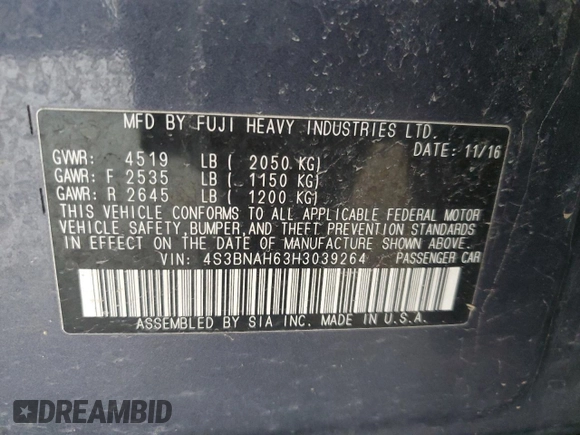 MFD BY FUJI HEAVY INDUSTRIES LTD.
DATE: 11/16
GVWR: 4519 LB ( 2050 KG)
GAWR: F 2535 LB ( 1150 KG)
GAWR: R 2645 LB ( 1200 KG)
THIS VEHICLE CONFORMS TO ALL APPLICABLE FEDERAL MOTOR
VEHICLE SAFETY,BUMPER,AND THEFT PREVENTION STANDARDS
IN EFFECT ON THE DATE OF MANUFACTURE SHOWN ABOVE.
VIN: 4S3BNAH63H3039264 PASSENGER CAR
ASSEMBLED BY SIA INC. MADE IN U.S.A.
DREAMBID